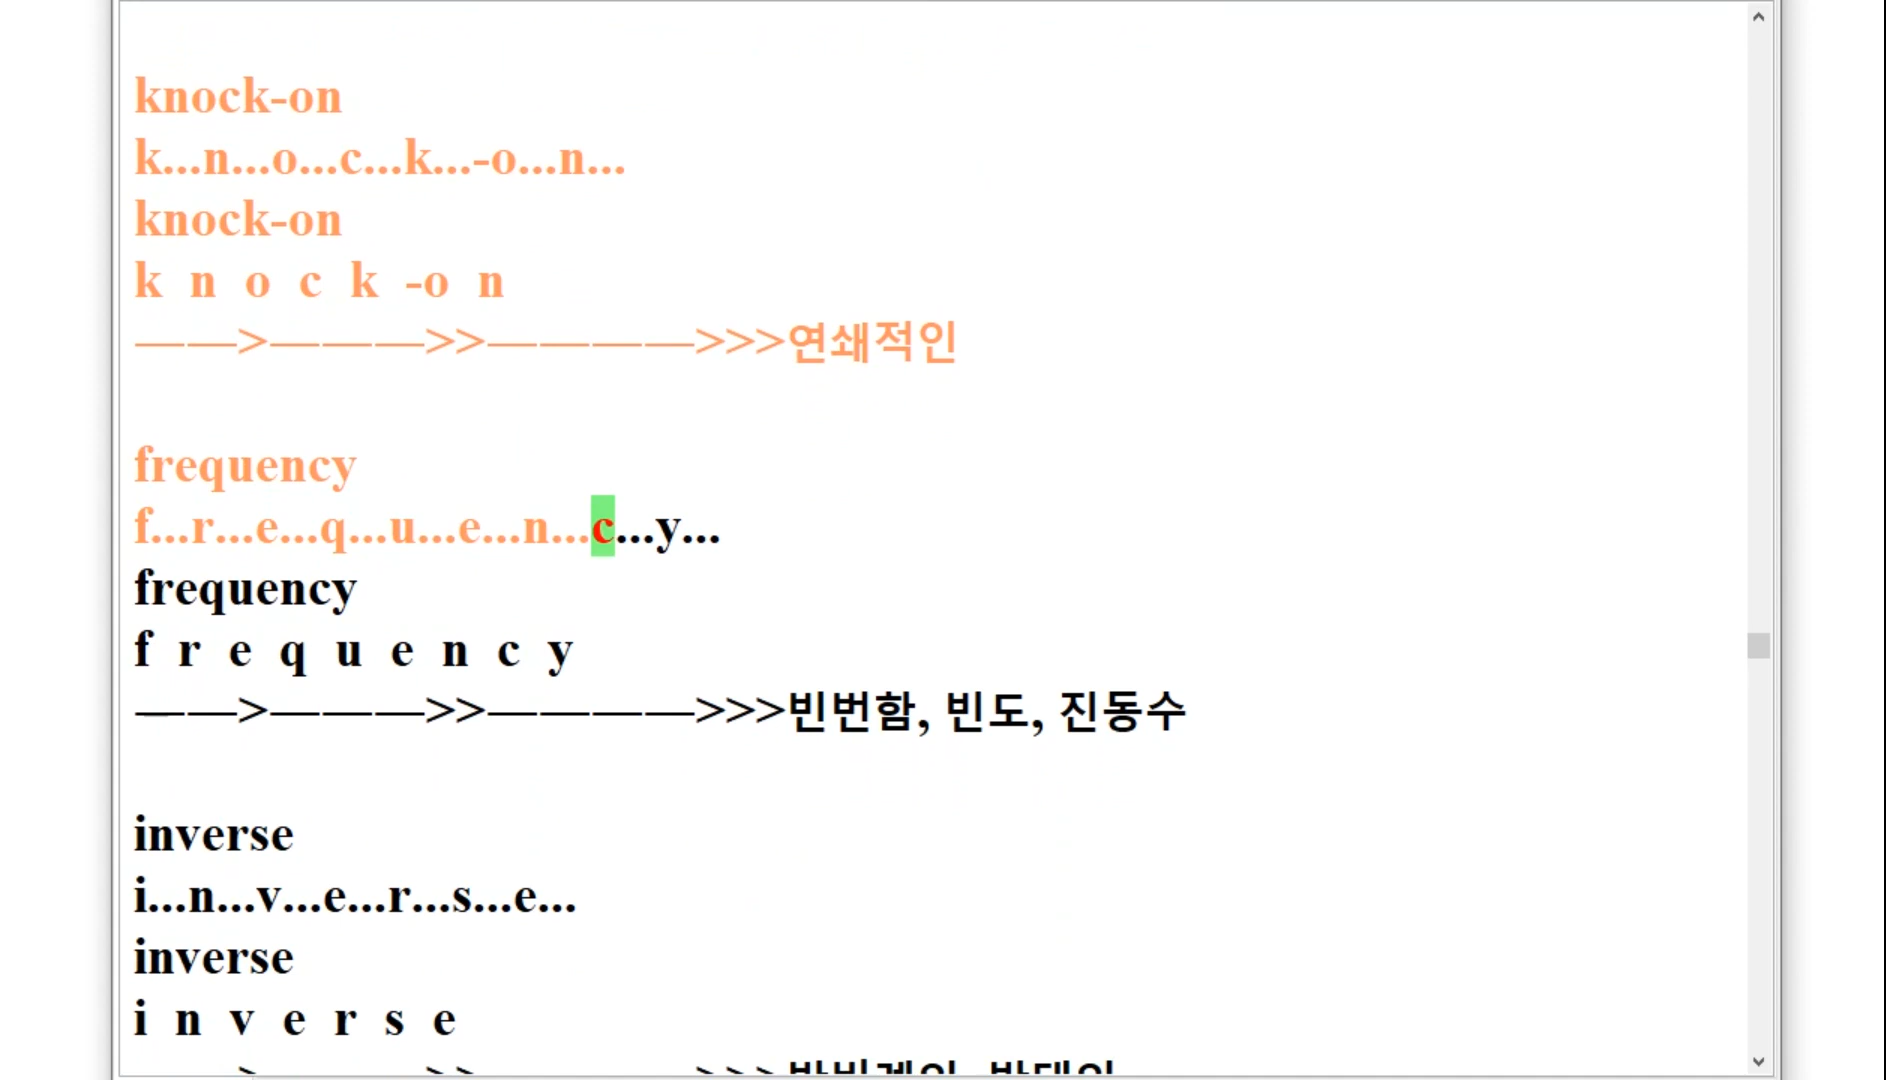 knock-on
k...n...o...c...k...-o...n...
knock-on
k n o c k -o n
——>———>>————>>>연쇄적인
frequency
f...r...e...q...u...e...n...c...y...
frequency
f r e q u e n c y
——>———>>————>>>빈번함, 빈도, 진동수
inverse
i...n...v...e...r...s...e...
inverse
i n v e r s e